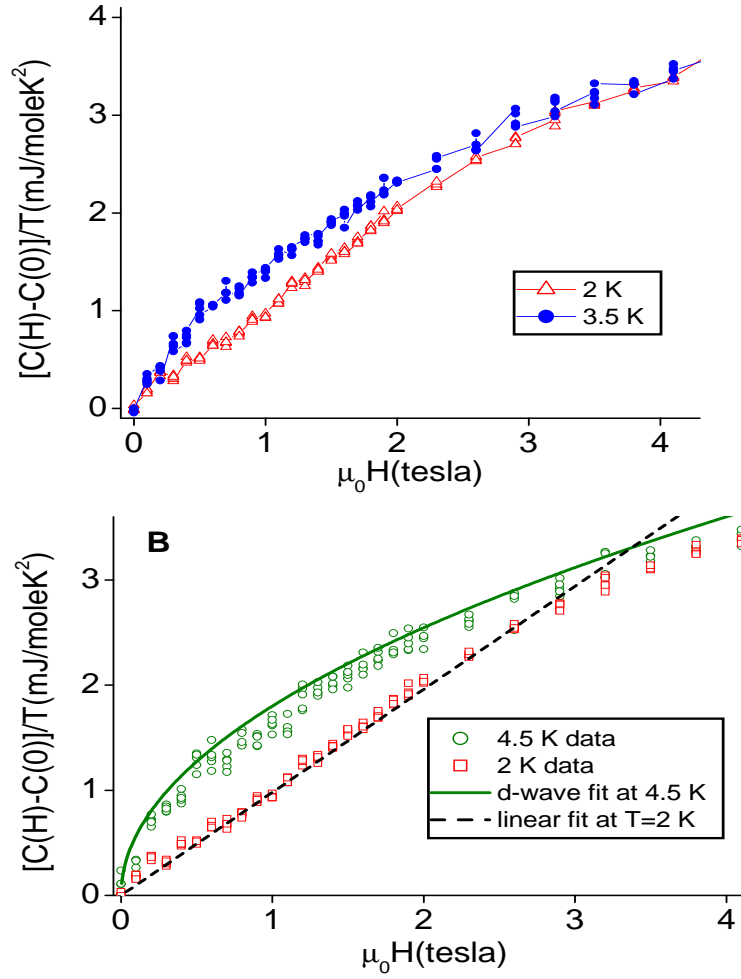 4
3
2
1
0
[C(H)-C(0)]/T(mJ/moleK²)
2 K
3.5 K
0 1 2 3 4
μ₀H(tesla)
B
3
2
1
0
[C(H)-C(0)]/T(mJ/moleK²)
4.5 K data
2 K data
d-wave fit at 4.5 K
linear fit at T=2 K
0 1 2 3 4
μ₀H(tesla)